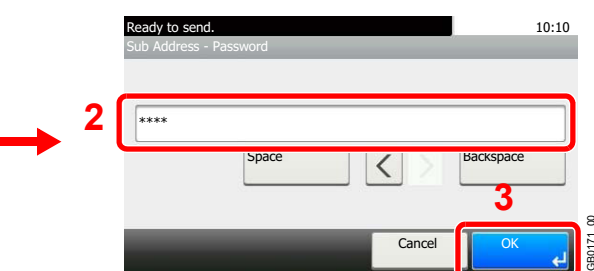 Ready to send. 10:10
Sub Address - Password
2
****
Space < > Backspace
3
Cancel OK
GB0171_00